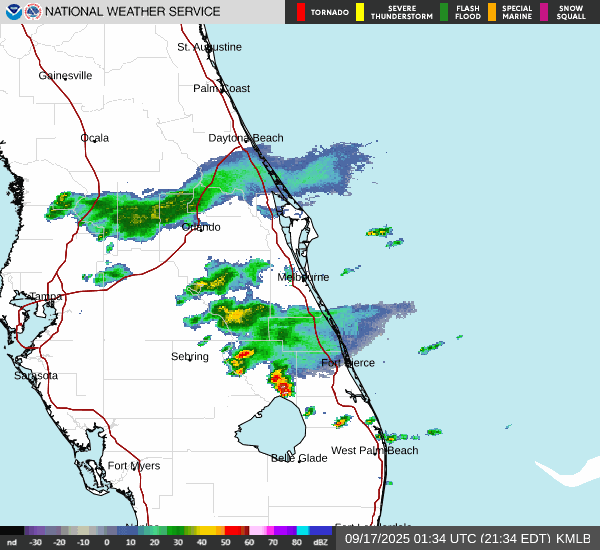 NATIONAL WEATHER SERVICE
TORNADO
SEVERE
THUNDERSTORM
FLASH
FLOOD
SPECIAL
MARINE
SNOW
SQUALL
St. Augustine
Gainesville
Palm Coast
Ocala
Daytona Beach
Orlando
Melbourne
Tampa
Sebring
Fort Pierce
Sarasota
West Palm Beach
Belle Glade
Fort Myers
nd -30 -20 -10 0 10 20 30 40 50 60 70 80 dBZ
09/17/2025 01:34 UTC (21:34 EDT) KMLB